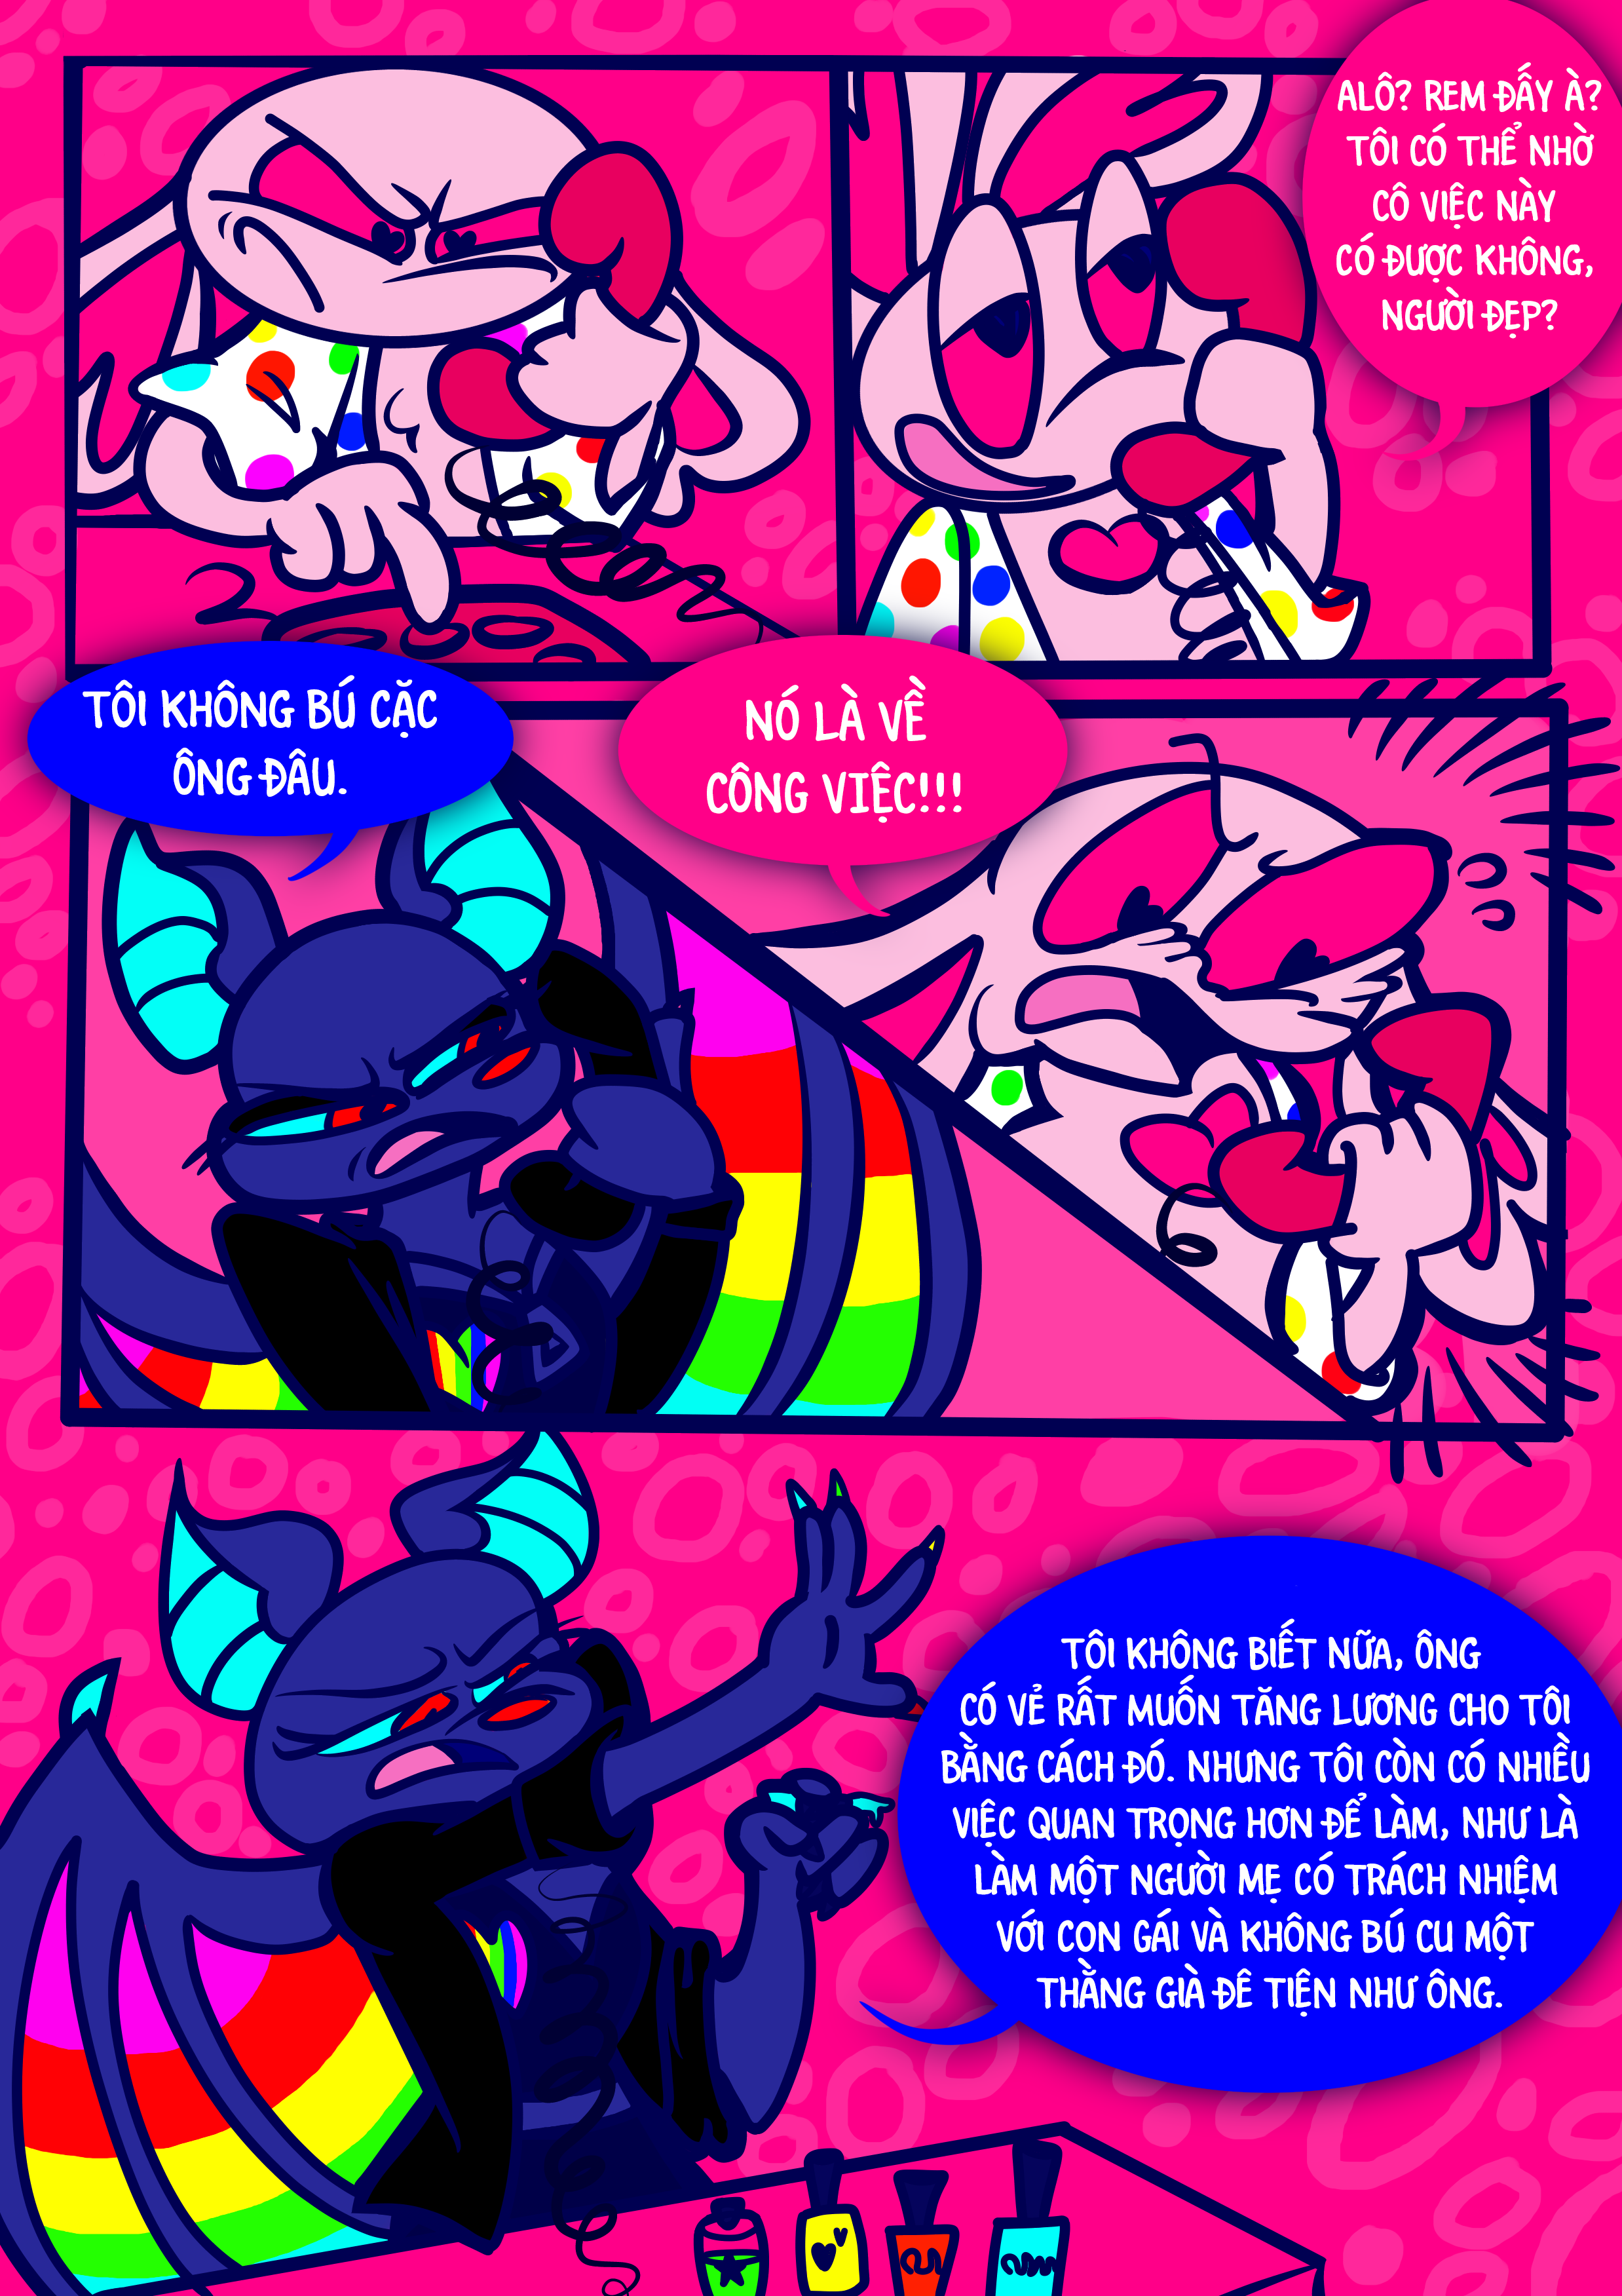 ALÔ? REM ĐẤY À?
TÔI CÓ THỂ NHỜ
CÔ VIỆC NÀY
CÓ ĐƯỢC KHÔNG,
NGƯỜI ĐẸP?
TÔI KHÔNG BÚ CẶC
ÔNG ĐÂU.
NÓ LÀ VỀ
CÔNG VIỆC!!!
TÔI KHÔNG BIẾT NỮA, ÔNG
CÓ VẺ RẤT MUỐN TĂNG LƯƠNG CHO TÔI
BẰNG CÁCH ĐÓ. NHƯNG TÔI CÒN CÓ NHIỀU
VIỆC QUAN TRỌNG HƠN ĐỂ LÀM, NHƯ LÀ
LÀM MỘT NGƯỜI MẸ CÓ TRÁCH NHIỆM
VỚI CON GÁI VÀ KHÔNG BÚ CU MỘT
THẰNG GIÀ ĐÊ TIỆN NHƯ ÔNG.